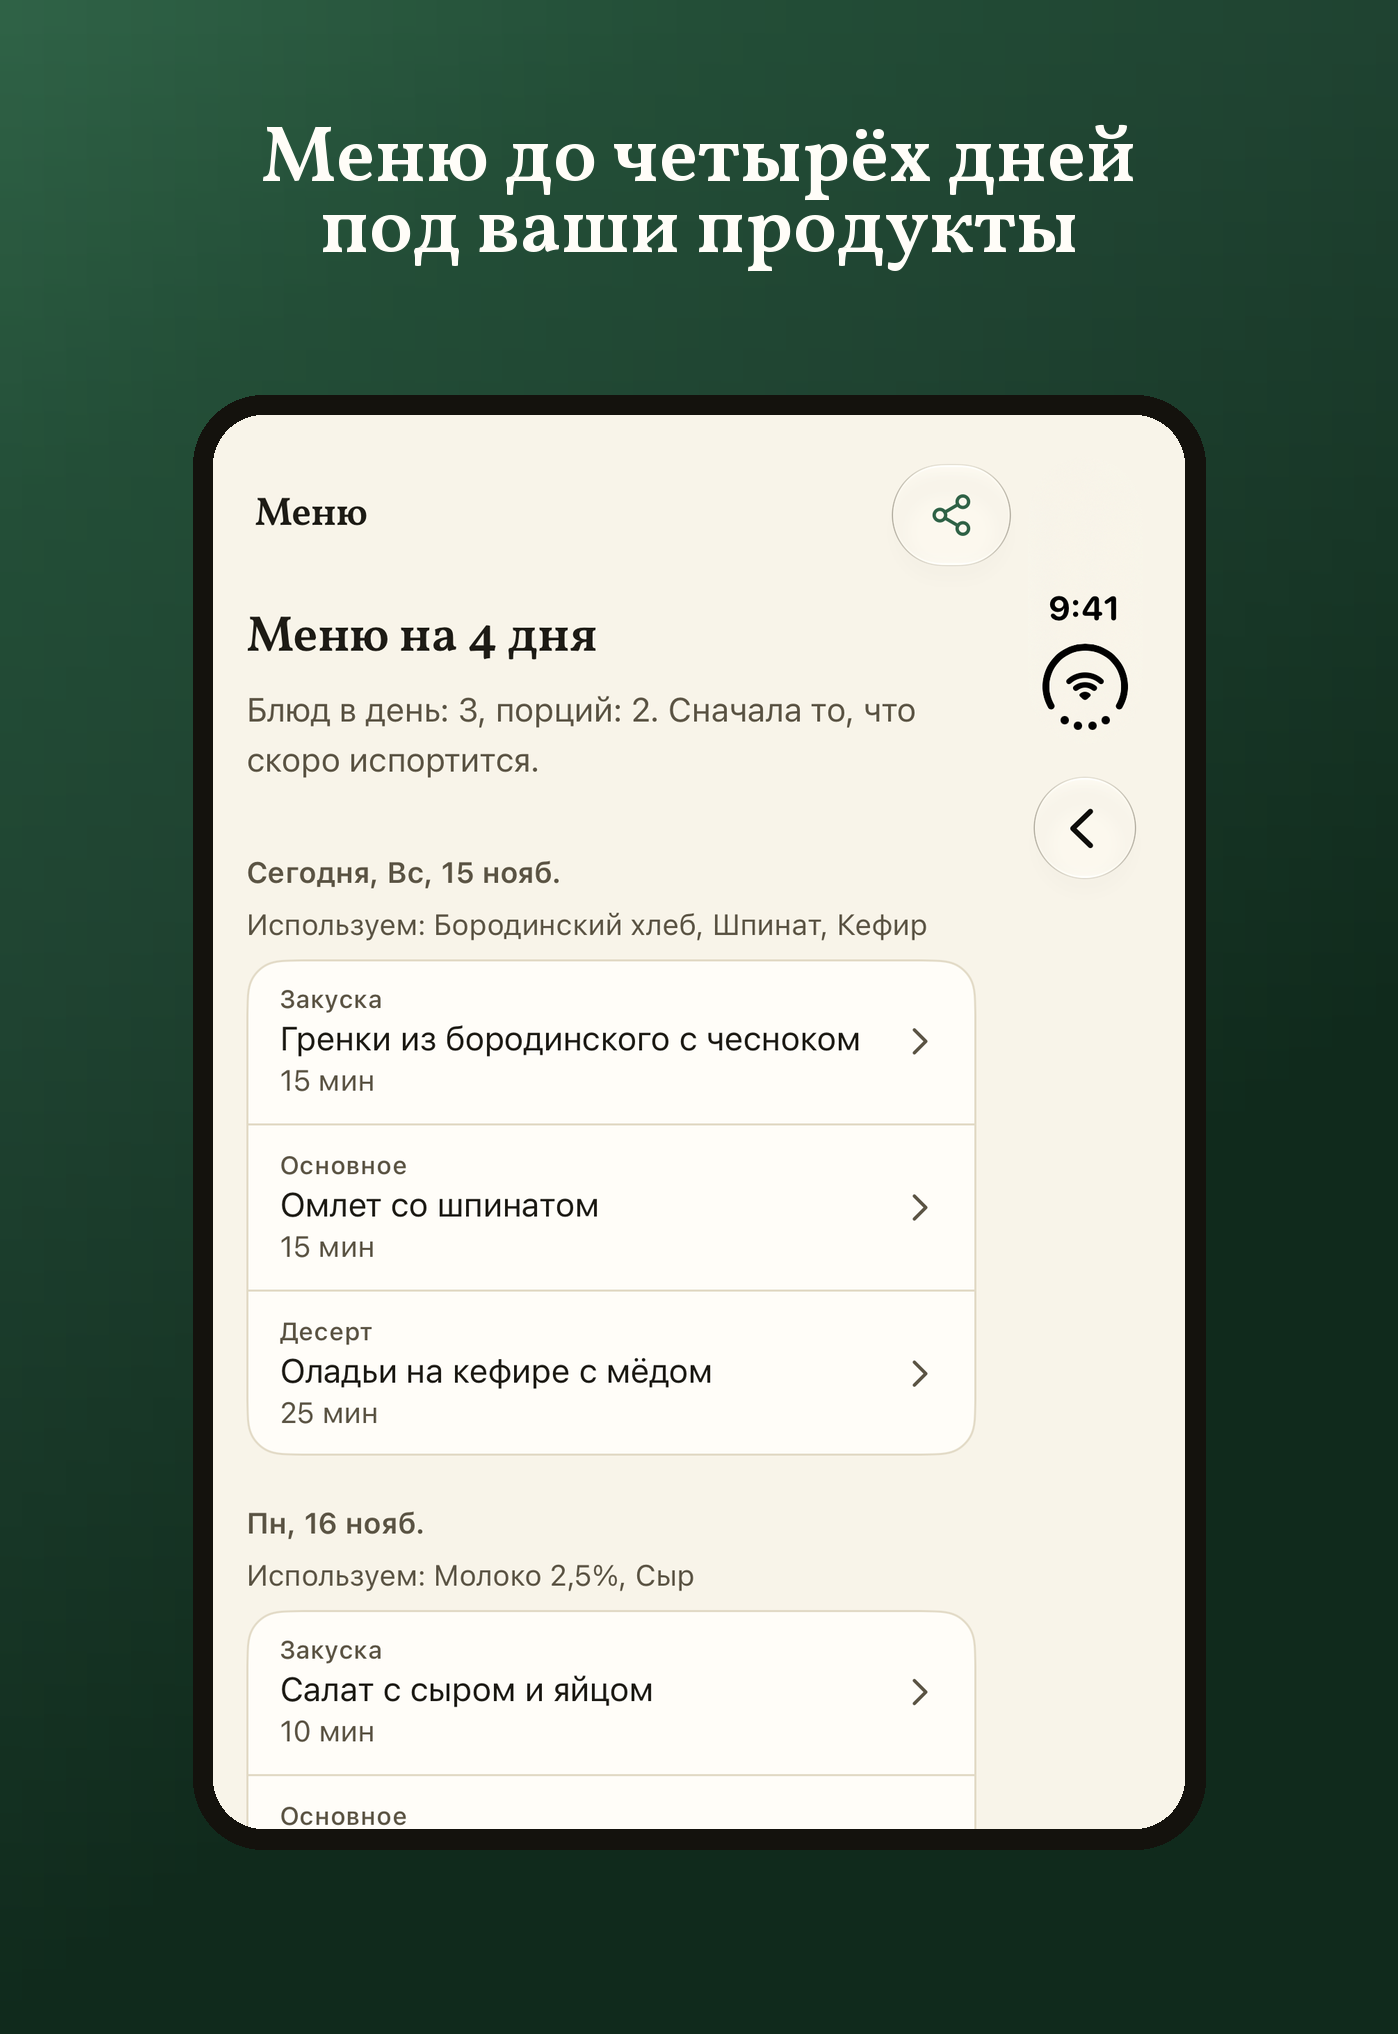 Меню до четырёх дней
под ваши продукты
Меню
9:41
Меню на 4 дня
Блюд в день: 3, порций: 2. Сначала то, что
скоро испортится.
Сегодня, Вс, 15 нояб.
Используем: Бородинский хлеб, Шпинат, Кефир
Закуска
Гренки из бородинского с чесноком
15 мин
Основное
Омлет со шпинатом
15 мин
Десерт
Оладьи на кефире с мёдом
25 мин
Пн, 16 нояб.
Используем: Молоко 2,5%, Сыр
Закуска
Салат с сыром и яйцом
10 мин
Основное